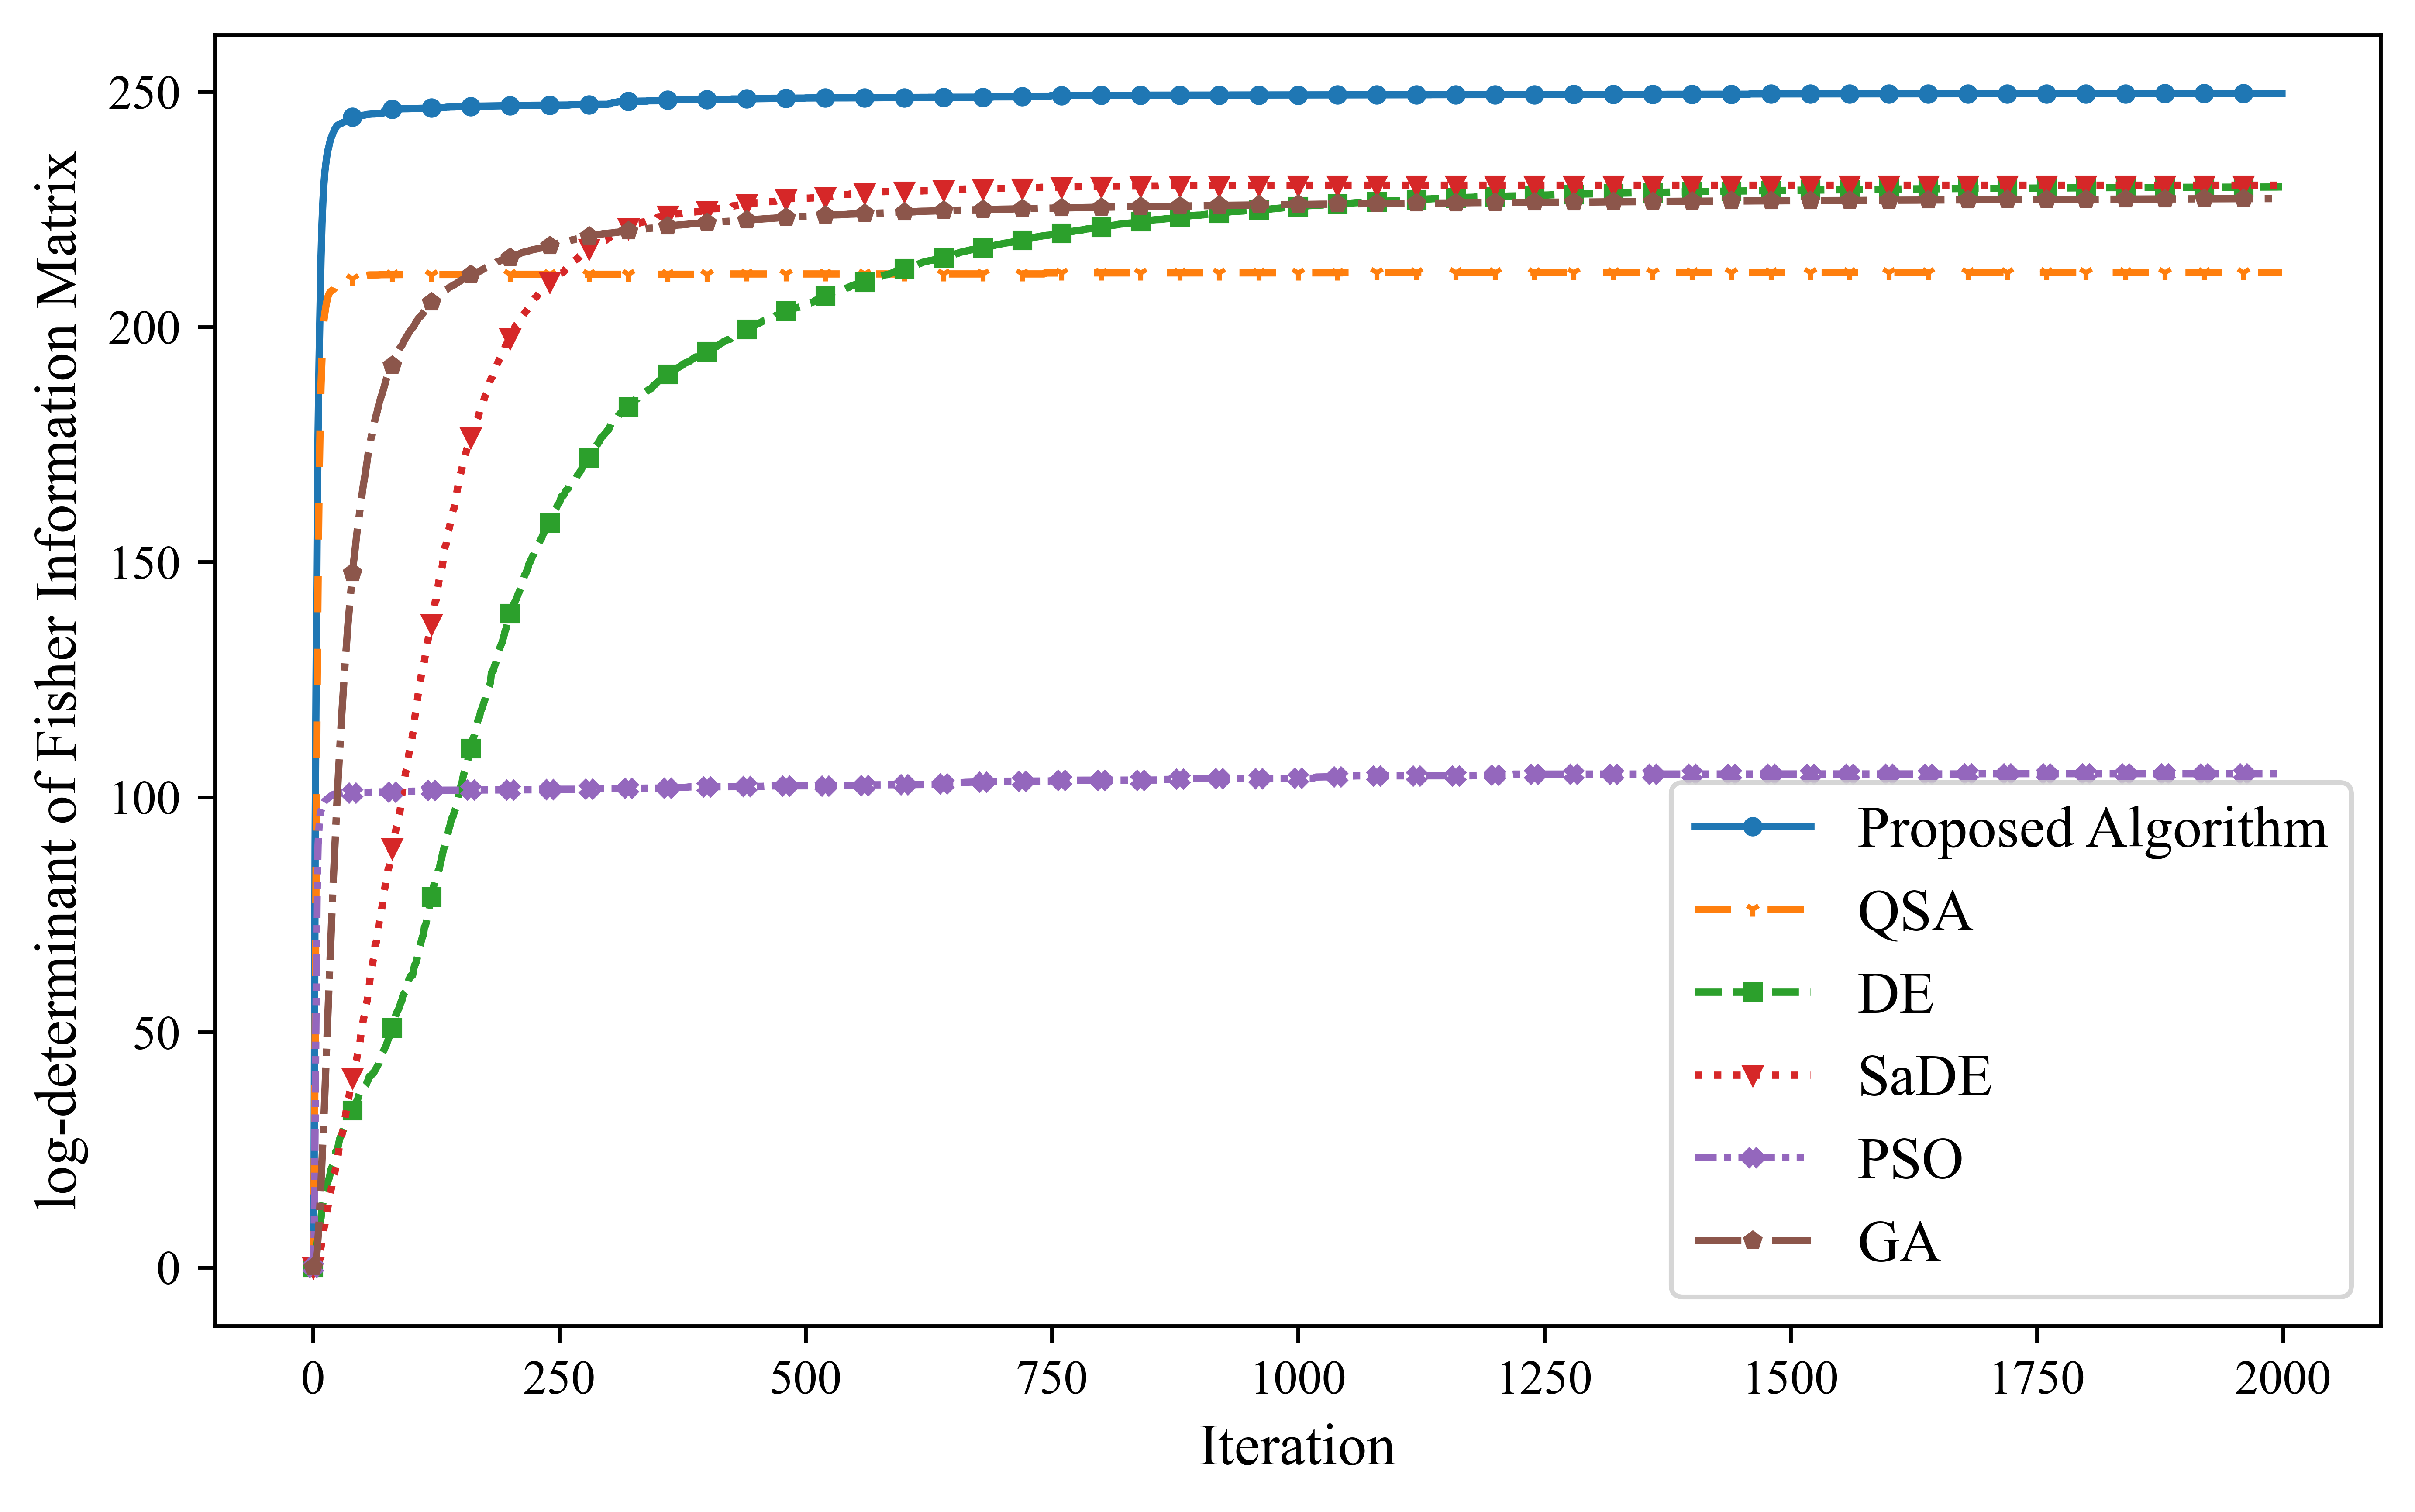 log-determinant of Fisher Information Matrix
250
200
150
100
50
0
Proposed Algorithm
QSA
DE
SaDE
PSO
GA
0 250 500 750 1000 1250 1500 1750 2000
Iteration